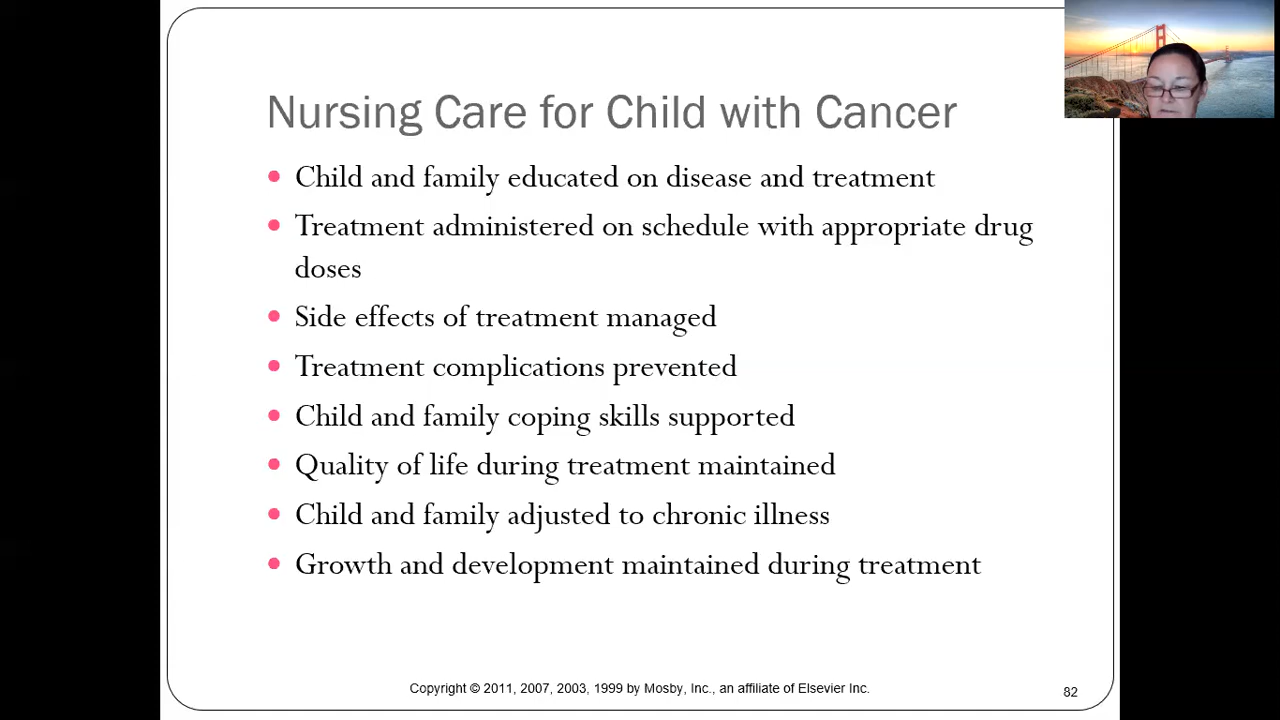 Nursing Care for Child with Cancer
Child and family educated on disease and treatment
Treatment administered on schedule with appropriate drug
doses
Side effects of treatment managed
Treatment complications prevented
Child and family coping skills supported
Quality of life during treatment maintained
Child and family adjusted to chronic illness
Growth and development maintained during treatment
Copyright © 2011, 2007, 2003, 1999 by Mosby, Inc., an affiliate of Elsevier Inc.
82